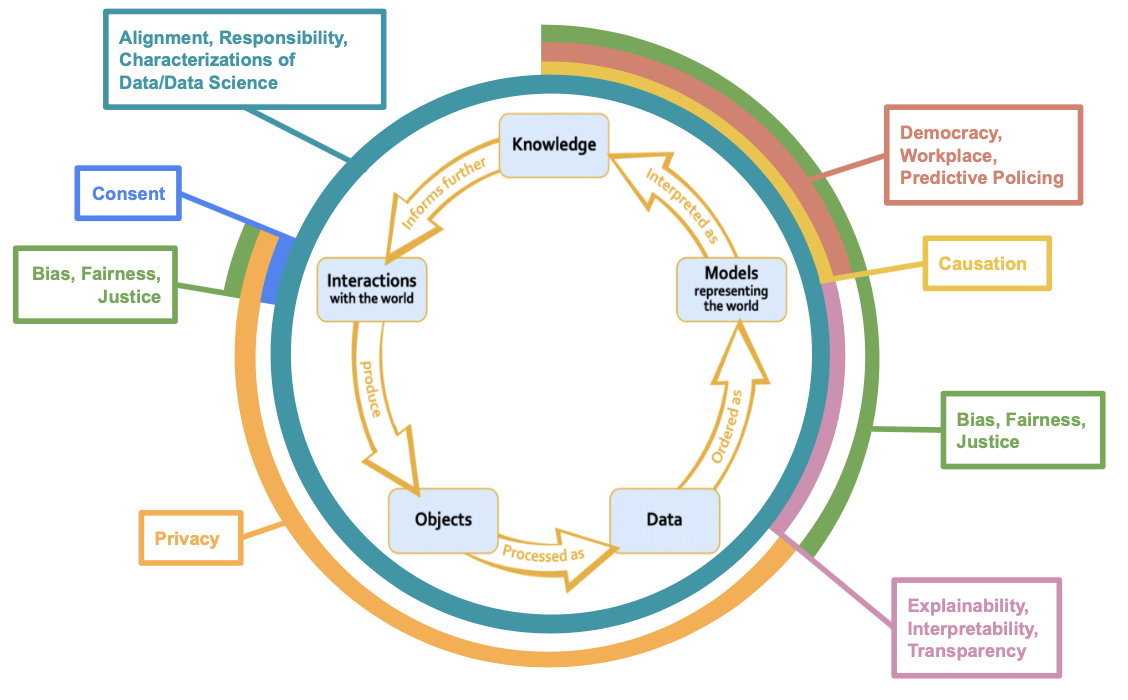 Alignment, Responsibility,
Characterizations of
Data/Data Science
Consent
Bias, Fairness,
Justice
Privacy
Knowledge
Informs further
Interactions
with the world
produce
Objects
Processed as
Data
Ordered as
Models
representing
the world
Interpreted as
Democracy,
Workplace,
Predictive Policing
Causation
Bias, Fairness,
Justice
Explainability,
Interpretability,
Transparency